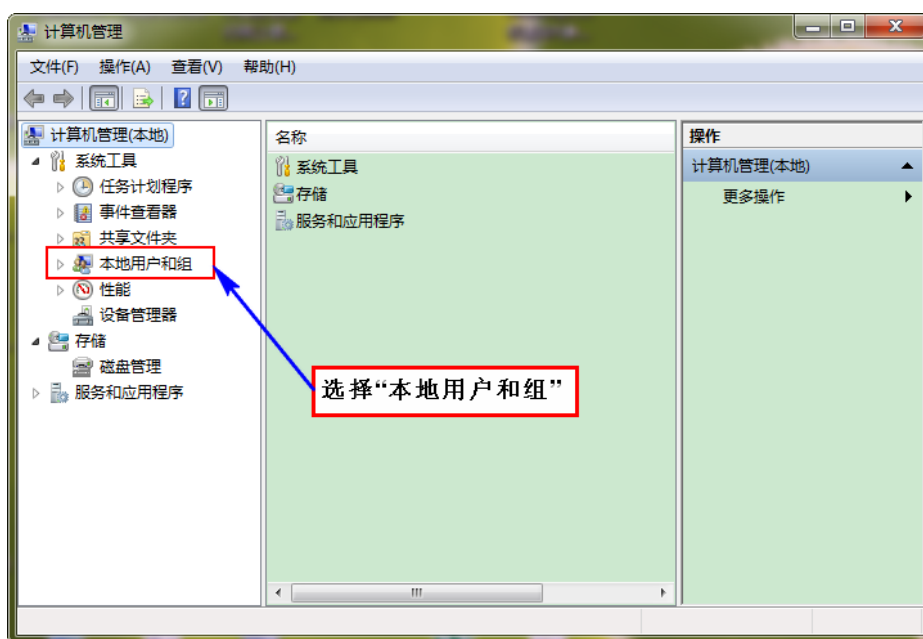 计算机管理
文件(F) 操作(A) 查看(V) 帮助(H)
计算机管理(本地)
系统工具
任务计划程序
事件查看器
共享文件夹
本地用户和组
性能
设备管理器
存储
磁盘管理
服务和应用程序
名称
系统工具
存储
服务和应用程序
选择“本地用户和组”
操作
计算机管理(本地)
更多操作